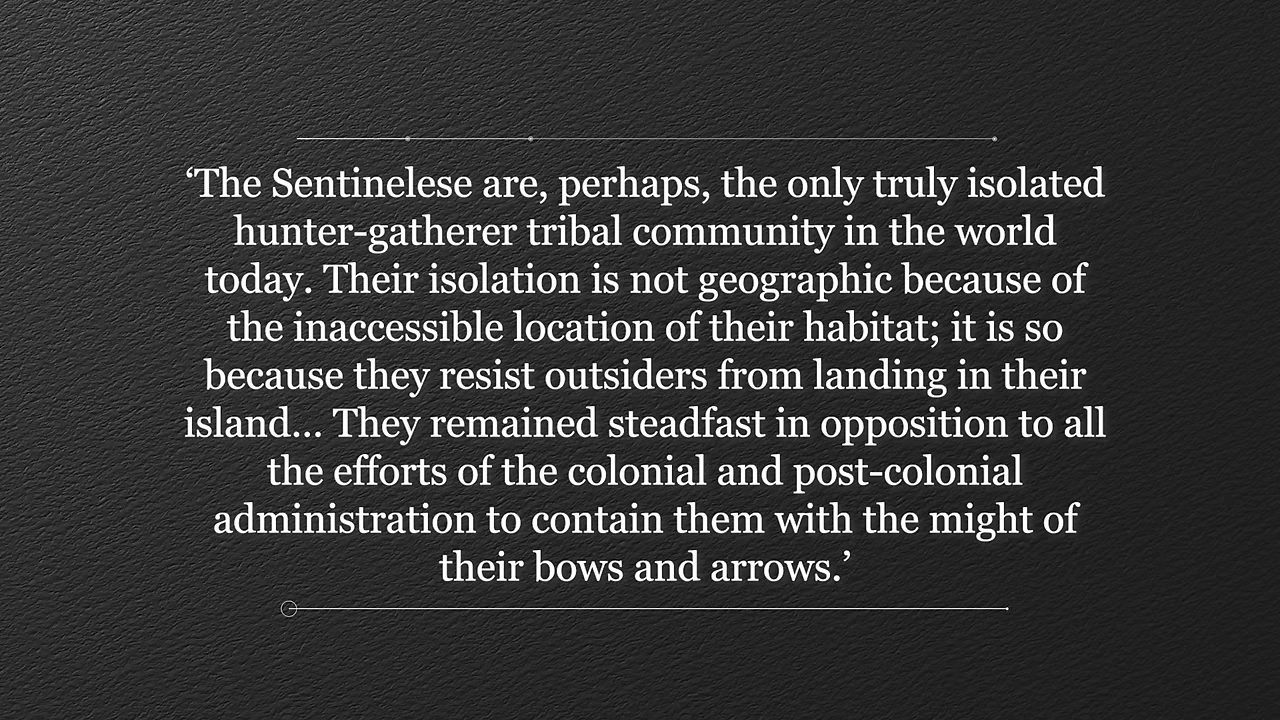 ‘The Sentinelese are, perhaps, the only truly isolated
hunter-gatherer tribal community in the world
today. Their isolation is not geographic because of
the inaccessible location of their habitat; it is so
because they resist outsiders from landing in their
island... They remained steadfast in opposition to all
the efforts of the colonial and post-colonial
administration to contain them with the might of
their bows and arrows.’